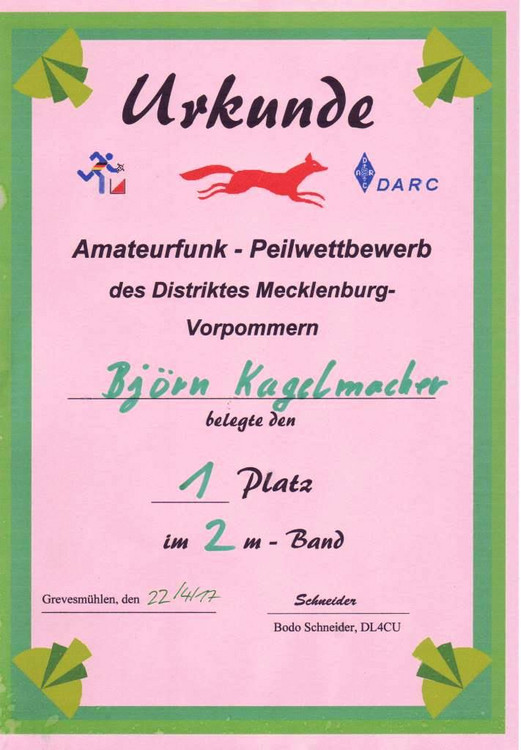 Urkunde
DARC
Amateurfunk - Peilwettbewerb
des Distriktes Mecklenburg-
Vorpommern
Björn Kagelmacher
belegte den
1 Platz
im 2 m - Band
Grevesmühlen, den 22/4/17
Schneider
Bodo Schneider, DL4CU